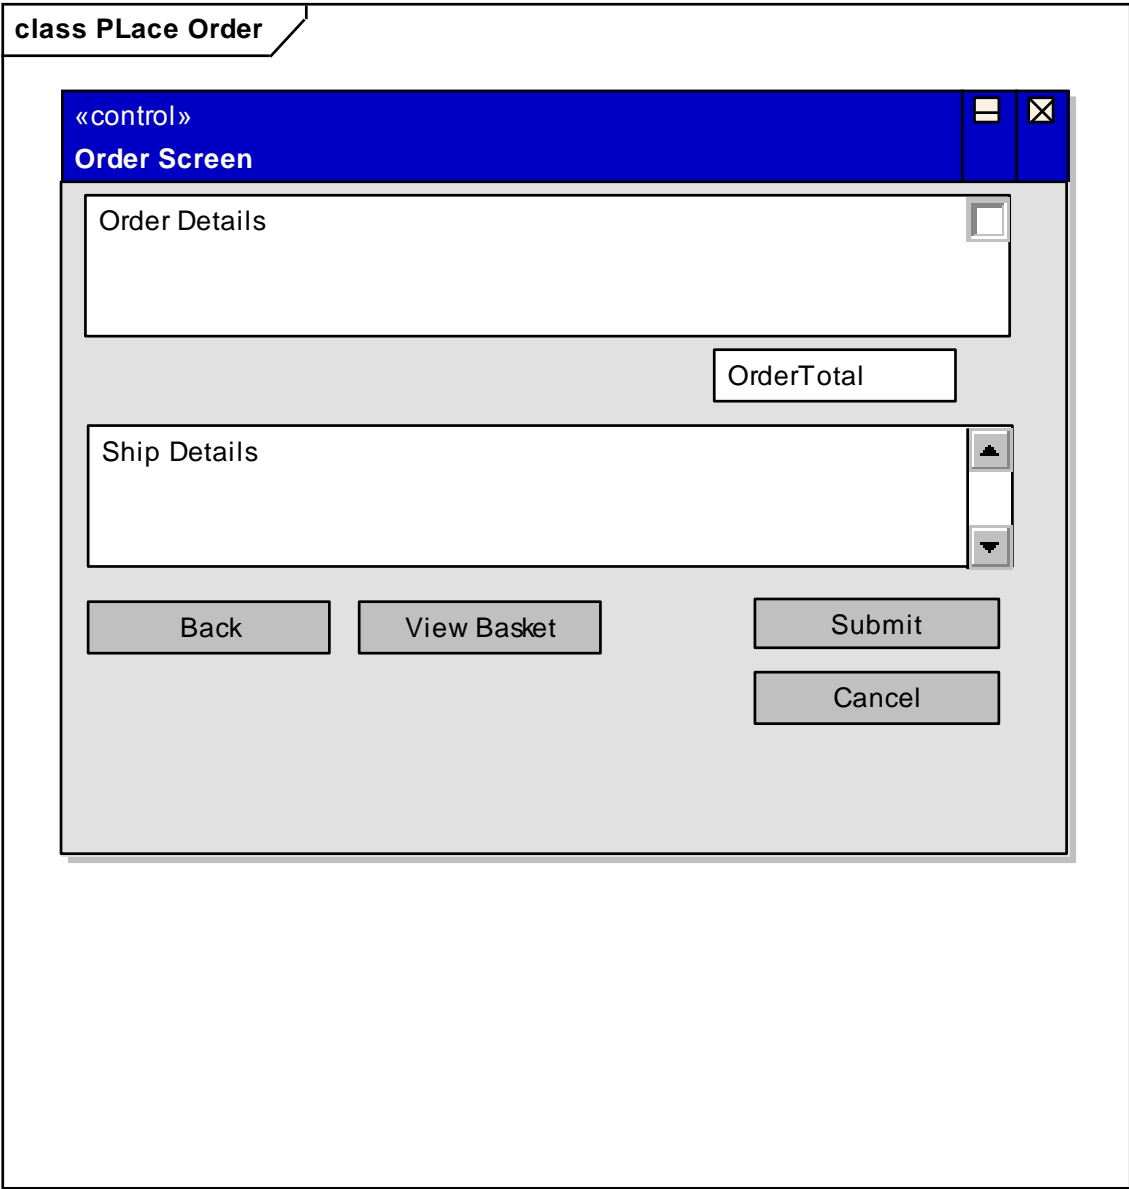 class PLace Order
«control»
Order Screen
Order Details
OrderTotal
Ship Details
Back
View Basket
Submit
Cancel